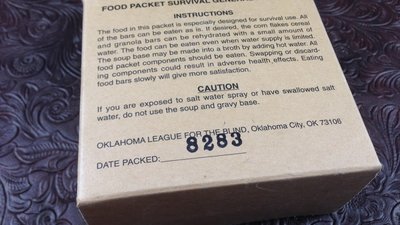 FOOD PACKET SURVIVAL GENERA
INSTRUCTIONS
The food in this packet is especially designed for survival use. All
of the bars can be eaten as is. If desired, the corn flakes cereal
and granola bars can be rehydrated with a small amount of
water. The food can be eaten even when water supply is limited.
The soup base may be made into a broth by adding hot water. All
food packet components should be eaten. Swapping or discard-
ing components could result in adverse health effects. Eating
food bars slowly will give more satisfaction.
CAUTION
If you are exposed to salt water spray or have swallowed salt
water, do not use the soup and gravy base.
OKLAHOMA LEAGUE FOR THE BLIND, Oklahoma City, OK 73106
DATE PACKED: 8283